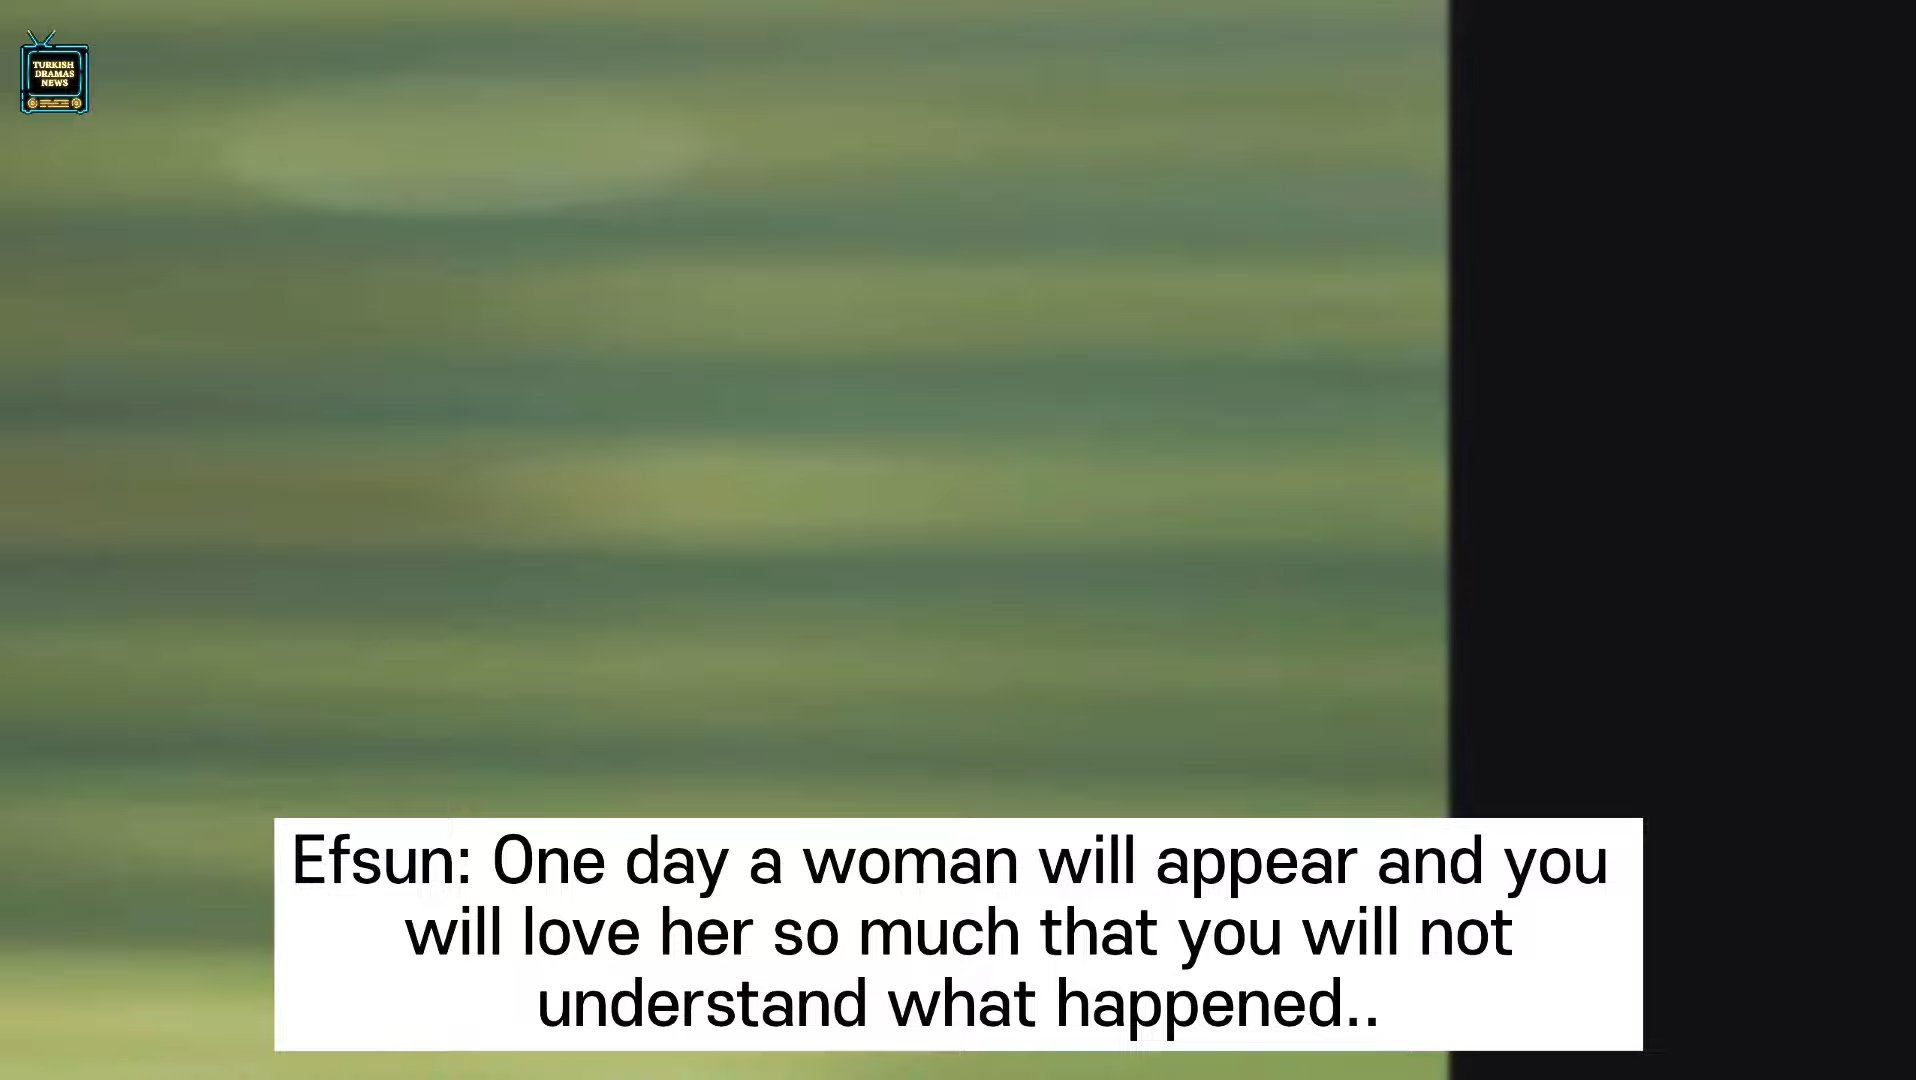 TURKISH
DRAMAS
NEWS
Efsun: One day a woman will appear and you
will love her so much that you will not
understand what happened..